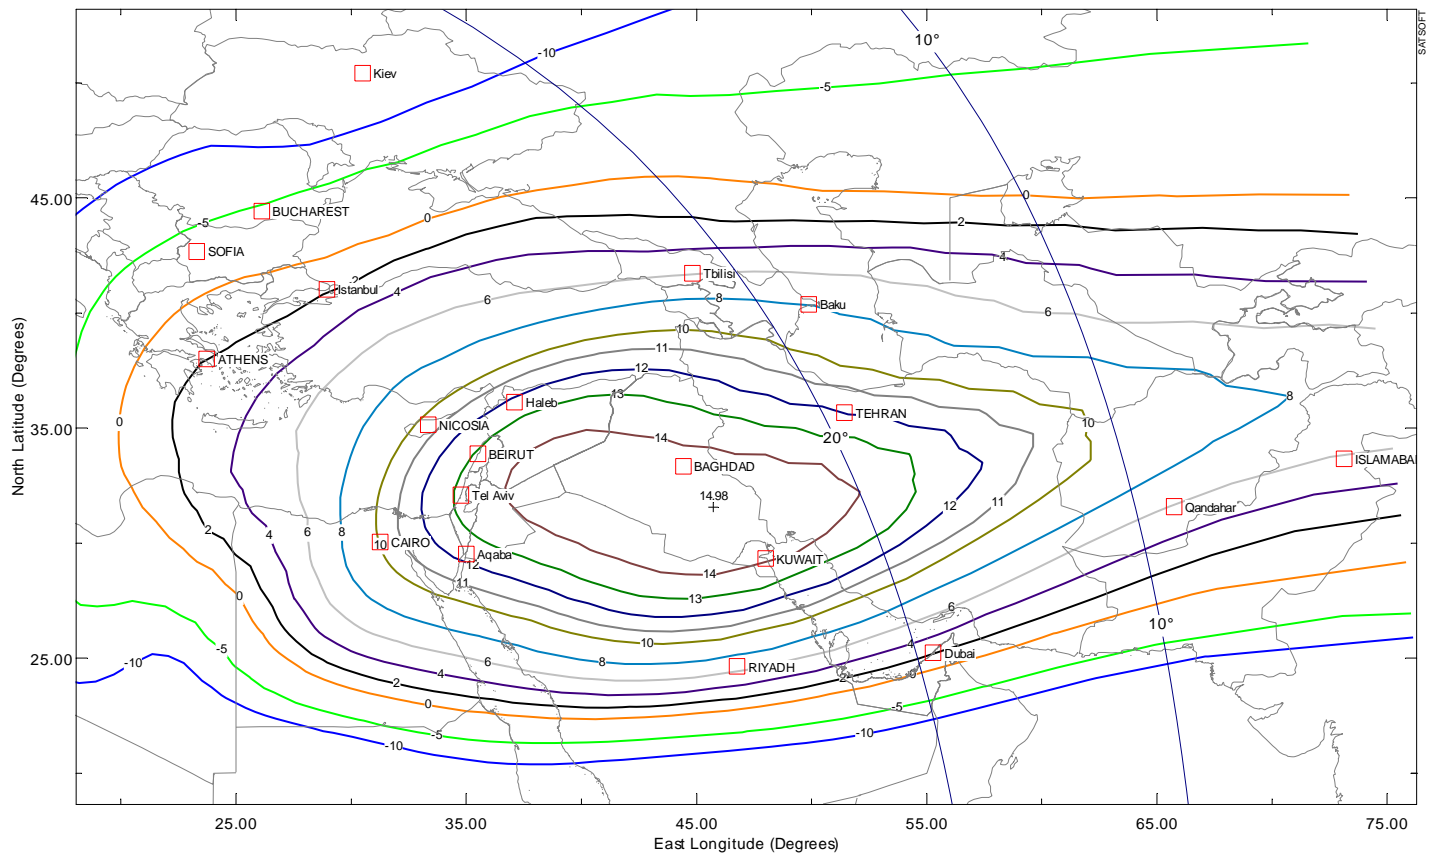 SATSOFT
10°
-10
Kiev
-5
45.00
0
BUCHAREST
-5
0
2
SOFIA
4
Tbilisi
2
Istanbul
4
6
8
Baku
6
10
11
ATHENS
12
13
8
Haleb
TEHRAN
0
NICOSIA
10
35.00
14
20°
BEIRUT
BAGHDAD
ISLAMABA
Tel Aviv
14.98
11
12
Qandahar
2
4
6
8
10
CAIRO
Aqaba
12
KUWAIT
14
11
0
13
6
10°
10
4
-5
Dubai
25.00
-10
6
8
RIYADH
4
0
2
2
0
-5
-5
-10
-10
North Latitude (Degrees)
25.00
35.00
45.00
55.00
65.00
75.00
East Longitude (Degrees)